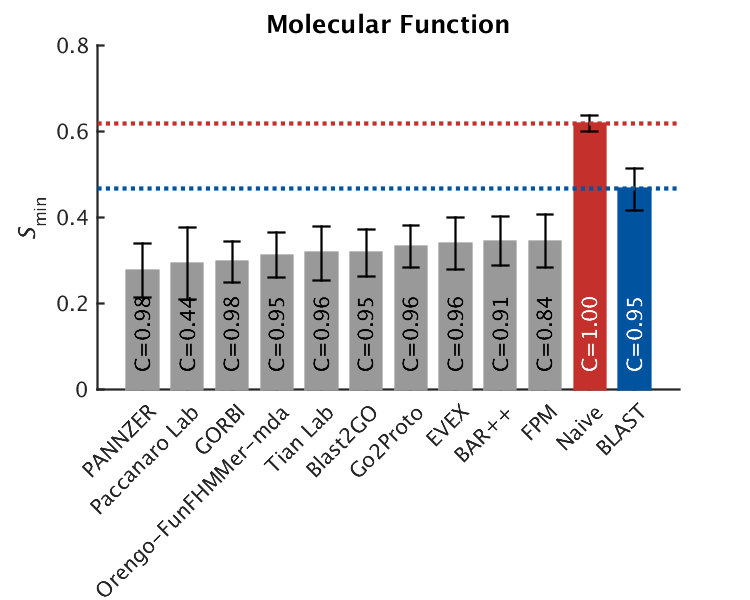 Molecular Function
0.8
0.6
0.4
0.2
0
Smin
C=0.98
C=0.44
C=0.98
C=0.95
C=0.96
C=0.95
C=0.96
C=0.96
C=0.91
C=0.84
C=1.00
C=0.95
PANNZER
Paccanaro Lab
GORBI
Orengo-FunFHMMer-mda
Tian Lab
Blast2GO
Go2Proto
EVEX
BAR++
FPM
Naive
BLAST